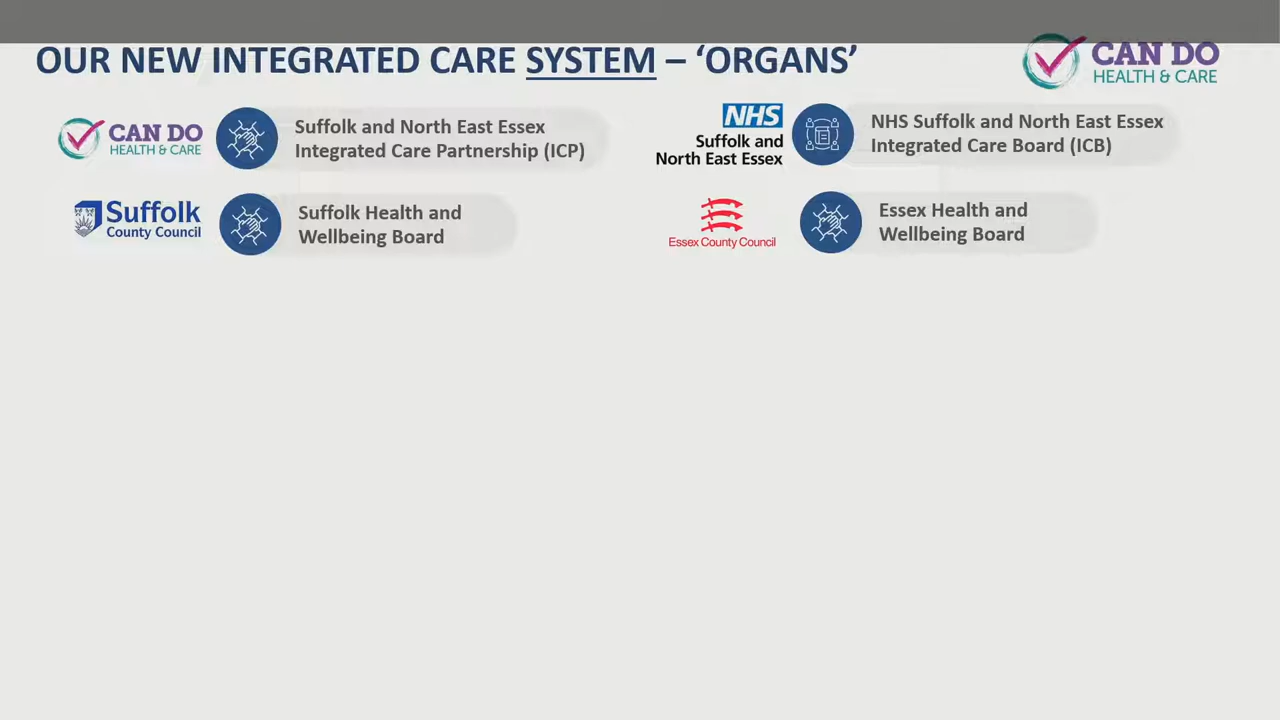 OUR NEW INTEGRATED CARE SYSTEM – ‘ORGANS’
CAN DO
HEALTH & CARE
CAN DO
HEALTH & CARE
Suffolk and North East Essex
Integrated Care Partnership (ICP)
NHS
Suffolk and
North East Essex
NHS Suffolk and North East Essex
Integrated Care Board (ICB)
Suffolk
County Council
Suffolk Health and
Wellbeing Board
Essex County Council
Essex Health and
Wellbeing Board